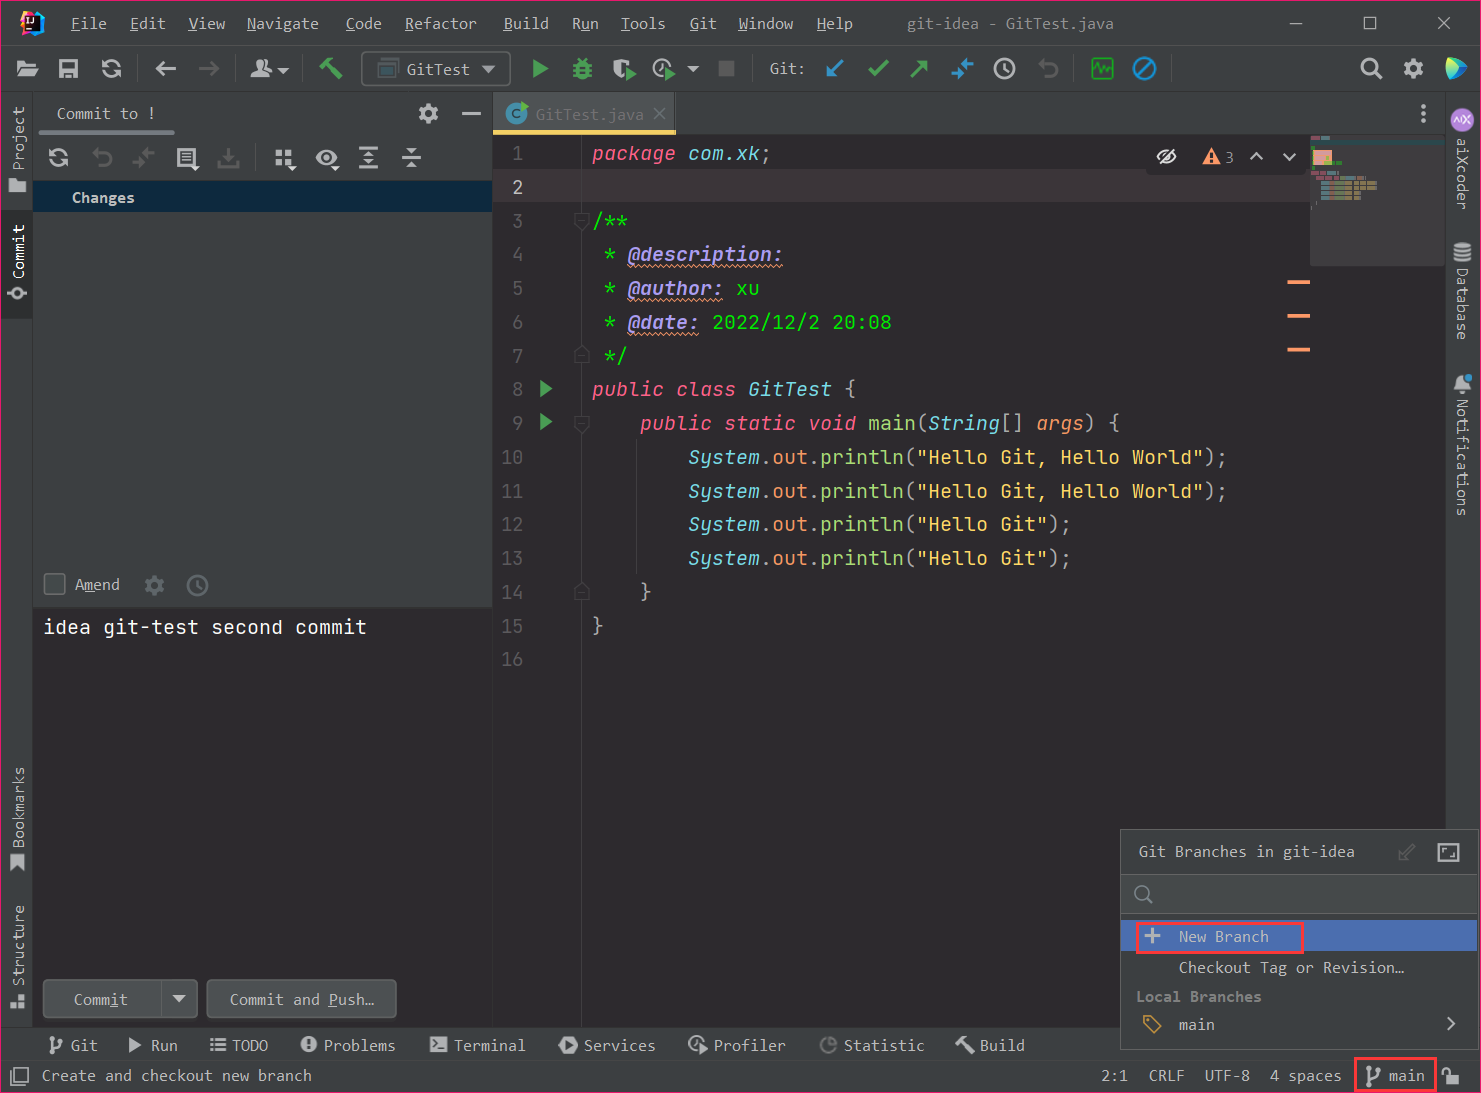 File Edit View Navigate Code Refactor Build Run Tools Git Window Help git-idea - GitTest.java
GitTest Git:
Project
Commit
Bookmarks
Structure
Commit to !
Changes
Amend
idea git-test second commit
Commit Commit and Push...
GitTest.java
3
1 package com.xk;
2
3 /**
4 * @description:
5 * @author: xu
6 * @date: 2022/12/2 20:08
7 */
8 public class GitTest {
9 public static void main(String[] args) {
10 System.out.println("Hello Git, Hello World");
11 System.out.println("Hello Git, Hello World");
12 System.out.println("Hello Git");
13 System.out.println("Hello Git");
14 }
15 }
16
aiXcoder
Database
Notifications
Git Branches in git-idea
New Branch
Checkout Tag or Revision...
Local Branches
main
Git Run TODO Problems Terminal Services Profiler Statistic Build
Create and checkout new branch 2:1 CRLF UTF-8 4 spaces main